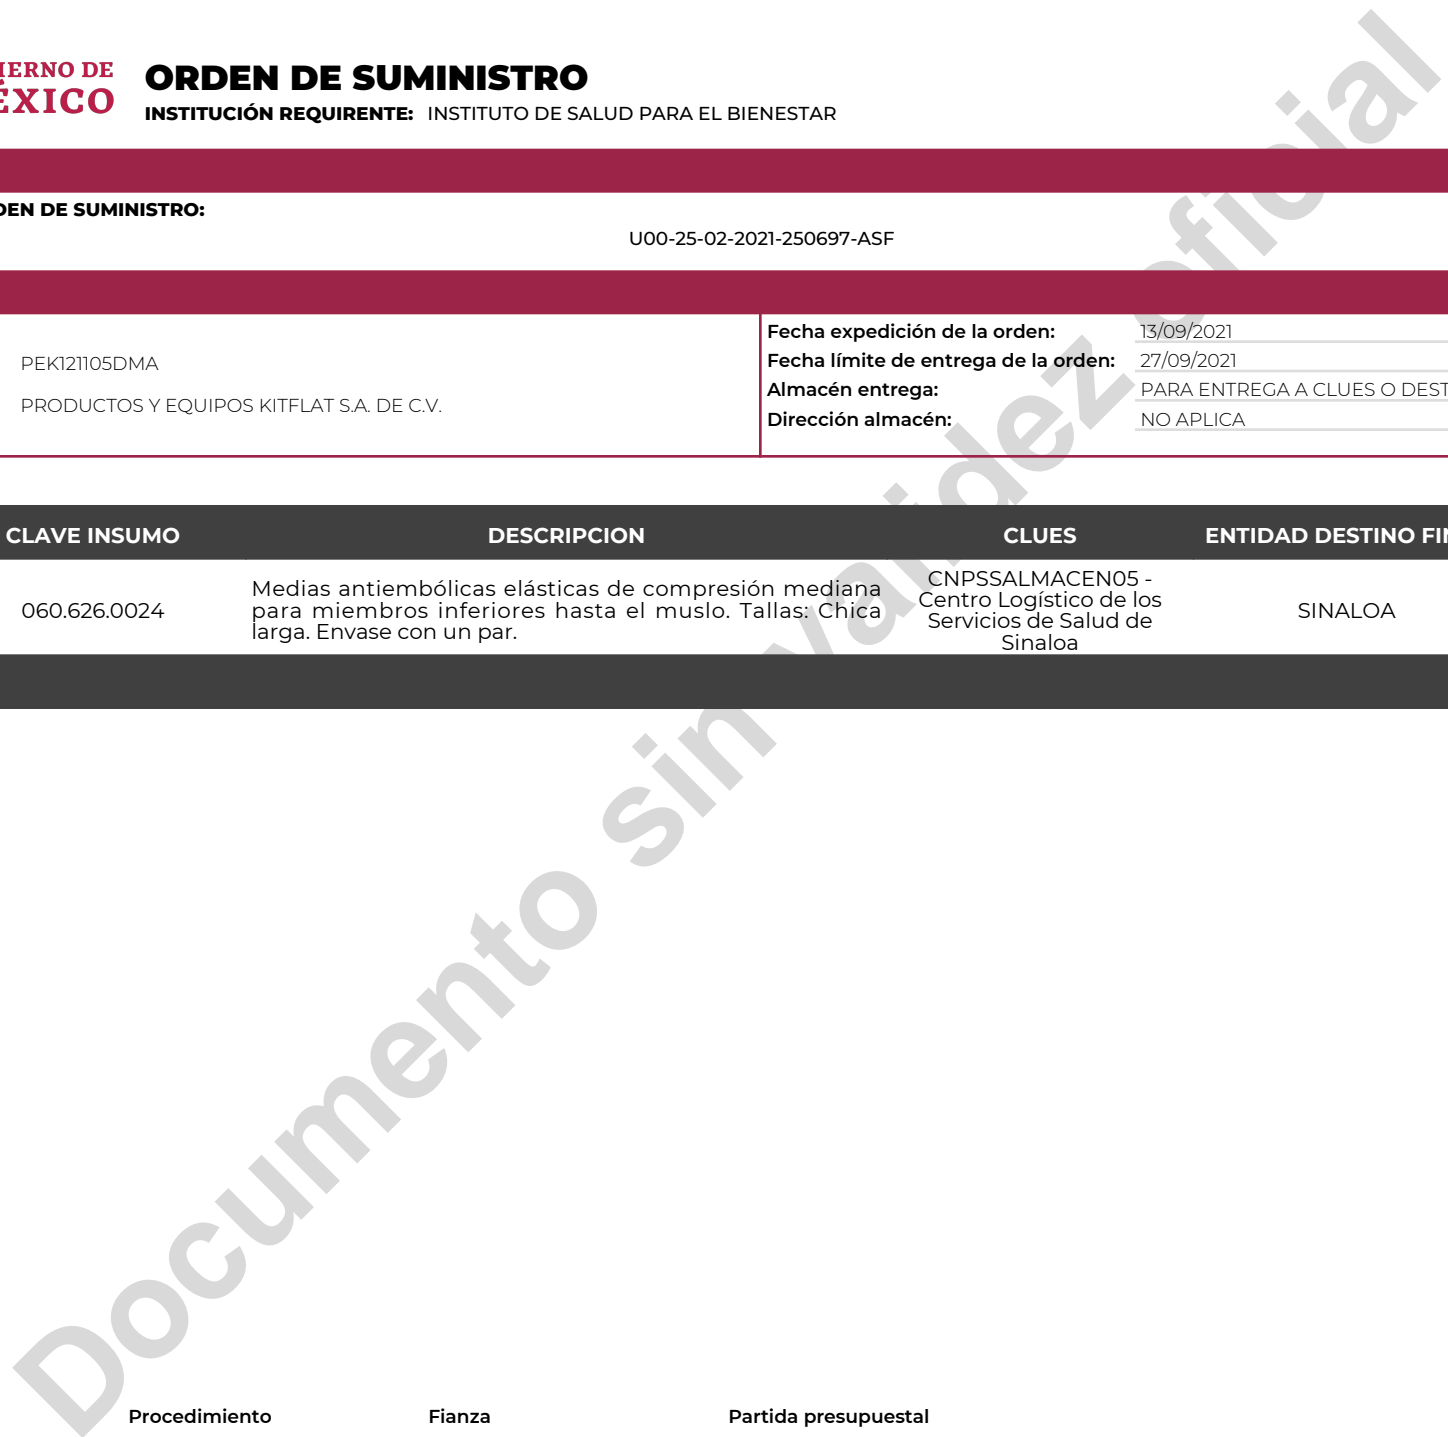 IERNO DE
ÉXICO
ORDEN DE SUMINISTRO
INSTITUCIÓN REQUIRENTE: INSTITUTO DE SALUD PARA EL BIENESTAR
DEN DE SUMINISTRO:
U00-25-02-2021-250697-ASF
PEK121105DMA
PRODUCTOS Y EQUIPOS KITFLAT S.A. DE C.V.
Fecha expedición de la orden: 13/09/2021
Fecha límite de entrega de la orden: 27/09/2021
Almacén entrega: PARA ENTREGA A CLUES O DEST
Dirección almacén: NO APLICA
CLAVE INSUMO DESCRIPCION CLUES ENTIDAD DESTINO FIN
060.626.0024
Medias antiembólicas elásticas de compresión mediana
para miembros inferiores hasta el muslo. Tallas: Chica
larga. Envase con un par.
CNPSSALMACEN05 -
Centro Logístico de los
Servicios de Salud de
Sinaloa
SINALOA
Documento sin validez oficial
Procedimiento Fianza Partida presupuestal